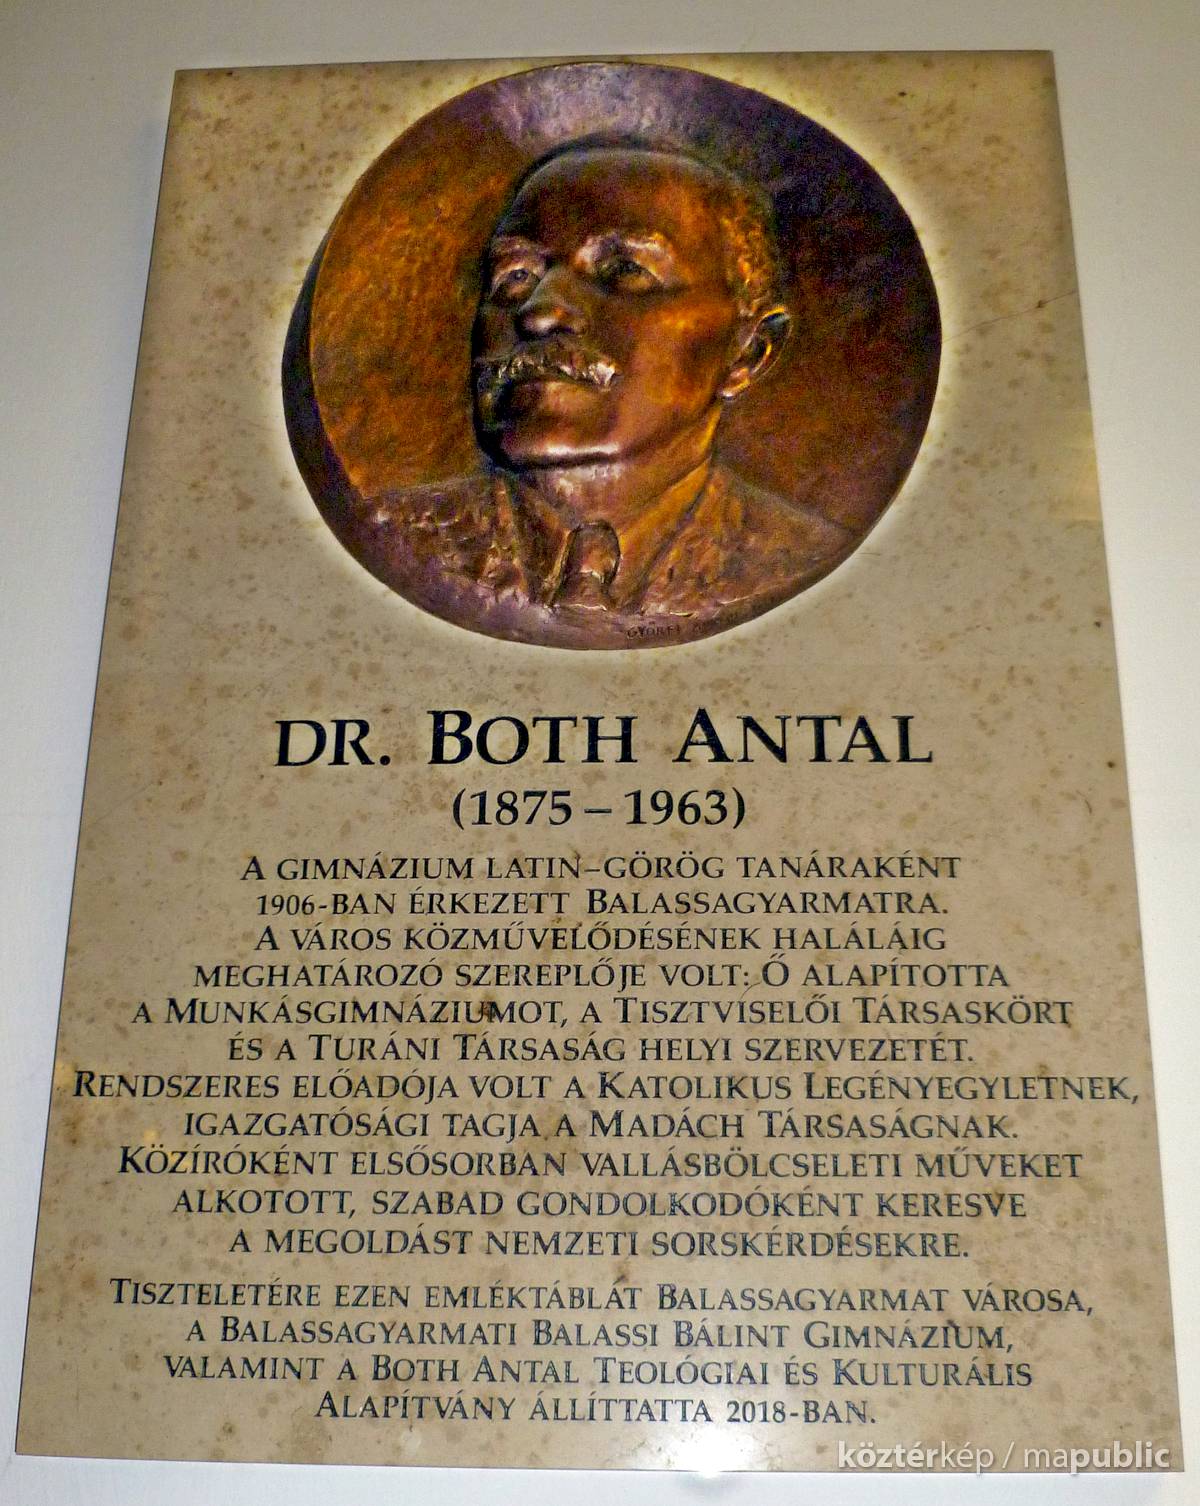 GYŐRFI
DR. BOTH ANTAL
(1875 – 1963)
A GIMNÁZIUM LATIN–GÖRÖG TANÁRAKÉNT
1906-BAN ÉRKEZETT BALASSAGYARMATRA.
A VÁROS KÖZMŰVELŐDÉSÉNEK HALÁLÁIG
MEGHATÁROZÓ SZEREPLŐJE VOLT: Ő ALAPÍTOTTA
A MUNKÁSGIMNÁZIUMOT, A TISZTVISELŐI TÁRSASKÖRT
ÉS A TURÁNI TÁRSASÁG HELYI SZERVEZETÉT.
RENDSZERES ELŐADÓJA VOLT A KATOLIKUS LEGÉNYEGYLETNEK,
IGAZGATÓSÁGI TAGJA A MADÁCH TÁRSASÁGNAK.
KÖZÍRÓKÉNT ELSŐSORBAN VALLÁSBÖLCSELETI MŰVEKET
ALKOTOTT, SZABAD GONDOLKODÓKÉNT KERESVE
A MEGOLDÁST NEMZETI SORSKÉRDÉSEKRE.
TISZTELETÉRE EZEN EMLÉKTÁBLÁT BALASSAGYARMAT VÁROSA,
A BALASSAGYARMATI BALASSI BÁLINT GIMNÁZIUM,
VALAMINT A BOTH ANTAL TEOLÓGIAI ÉS KULTURÁLIS
ALAPÍTVÁNY ÁLLÍTTATTA 2018-BAN.
köztérkép / mapublic